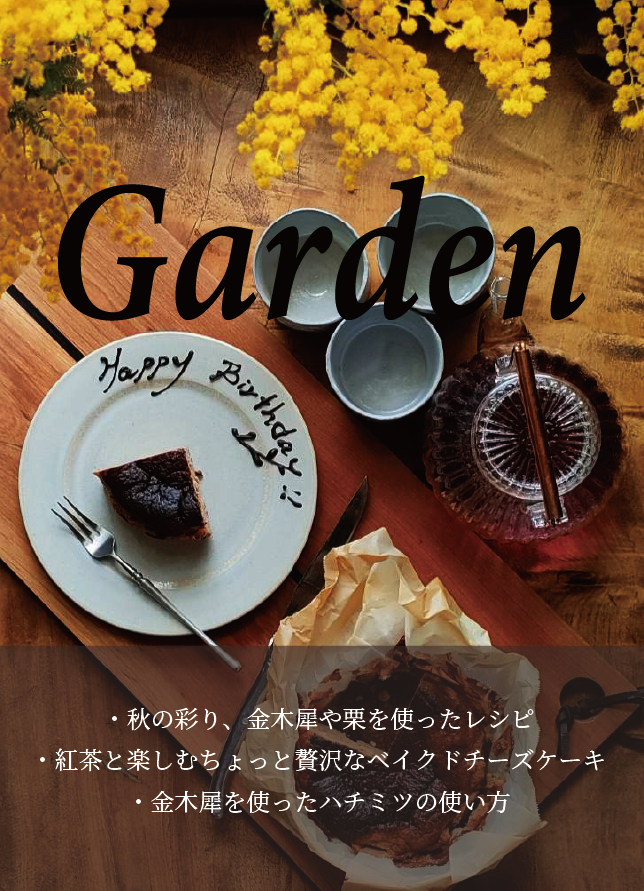 Garden
Happy
Birthday
!!
・秋の彩り、金木犀や栗を使ったレシピ
・紅茶と楽しむちょっと贅沢なベイクドチーズケーキ
・金木犀を使ったハチミツの使い方